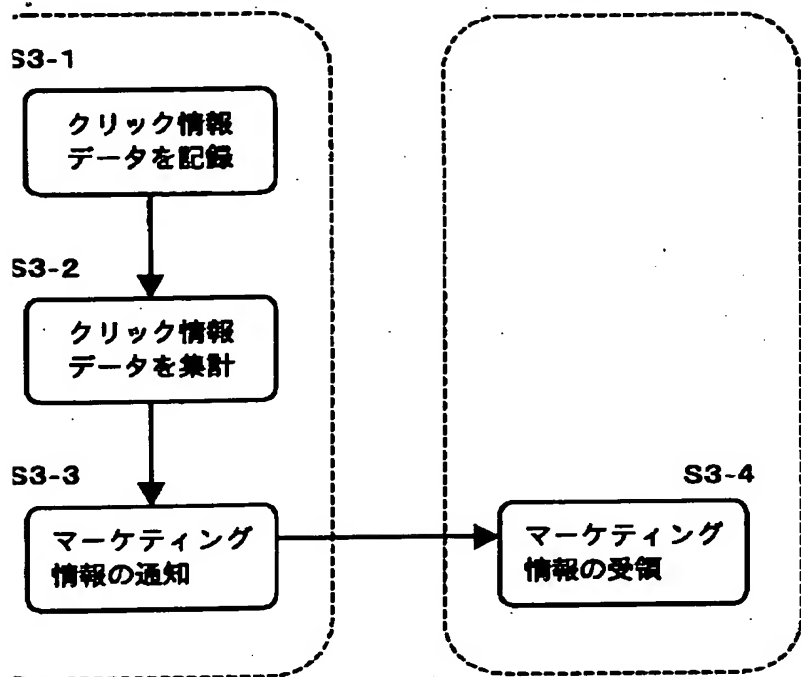 S3-1
クリック情報
データを記録
S3-2
クリック情報
データを集計
S3-3
マーケティング
情報の通知
S3-4
マーケティング
情報の受領